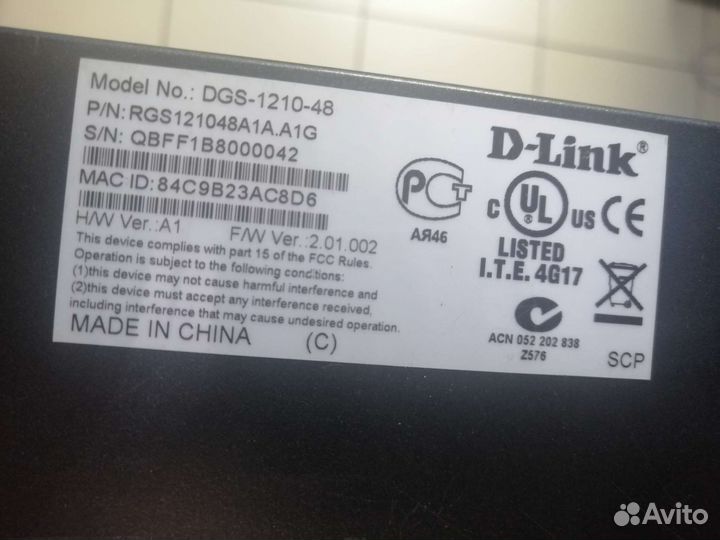 Model No.: DGS-1210-48
P/N: RGS121048A1A.A1G
S/N: QBFF1B8000042
MAC ID: 84C9B23AC8D6
H/W Ver.:A1 F/W Ver.:2.01.002
This device complies with part 15 of the FCC Rules.
Operation is subject to the following conditions:
(1)this device may not cause harmful interference and
(2)this device must accept any interference received,
including interference that may cause undesired operation.
MADE IN CHINA (C)
D-Link®
РСТ
АЯ46
C UL® US CE
LISTED
I.T.E. 4G17
ACN 052 202 838
Z576
SCP
Avito